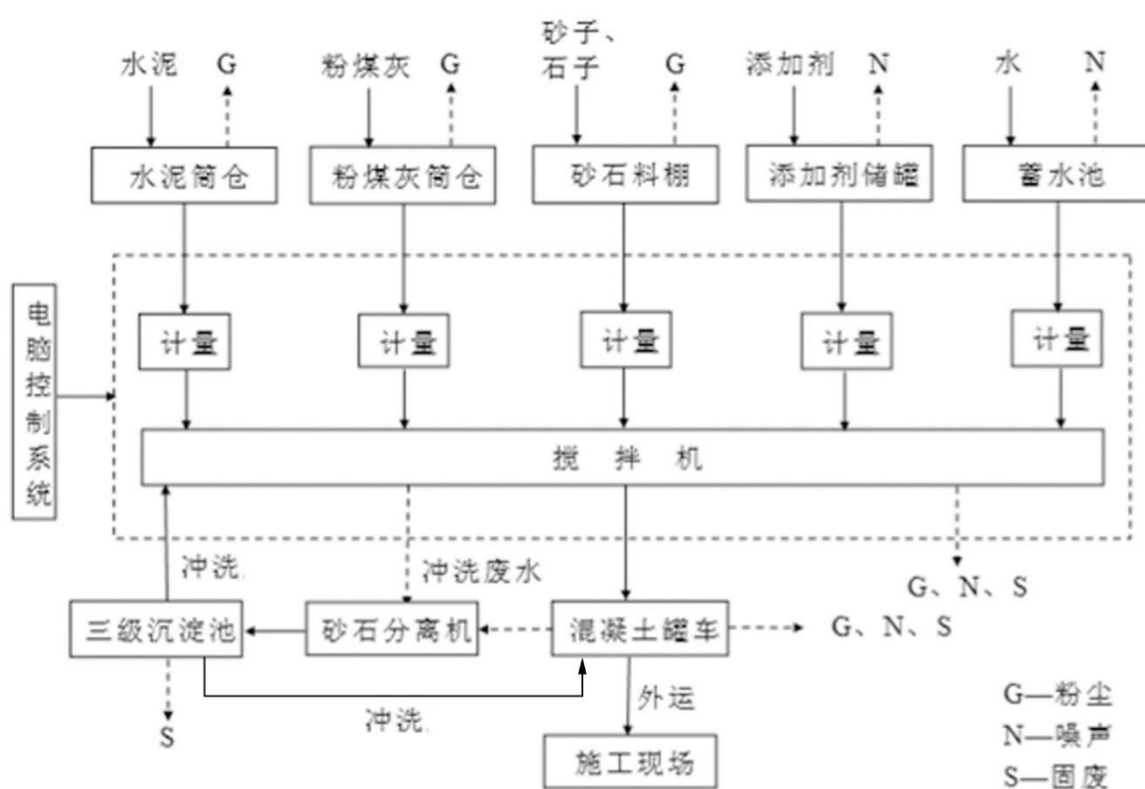 砂子、
石子
水泥 G
粉煤灰 G
G
添加剂 N
水 N
水泥筒仓
粉煤灰筒仓
砂石料棚
添加剂储罐
蓄水池
电脑控制系统
计量
计量
计量
计量
计量
搅 拌 机
冲洗
冲洗废水
G、N、S
三级沉淀池
砂石分离机
混凝土罐车
G、N、S
冲洗
外运
S
施工现场
G—粉尘
N—噪声
S—固废